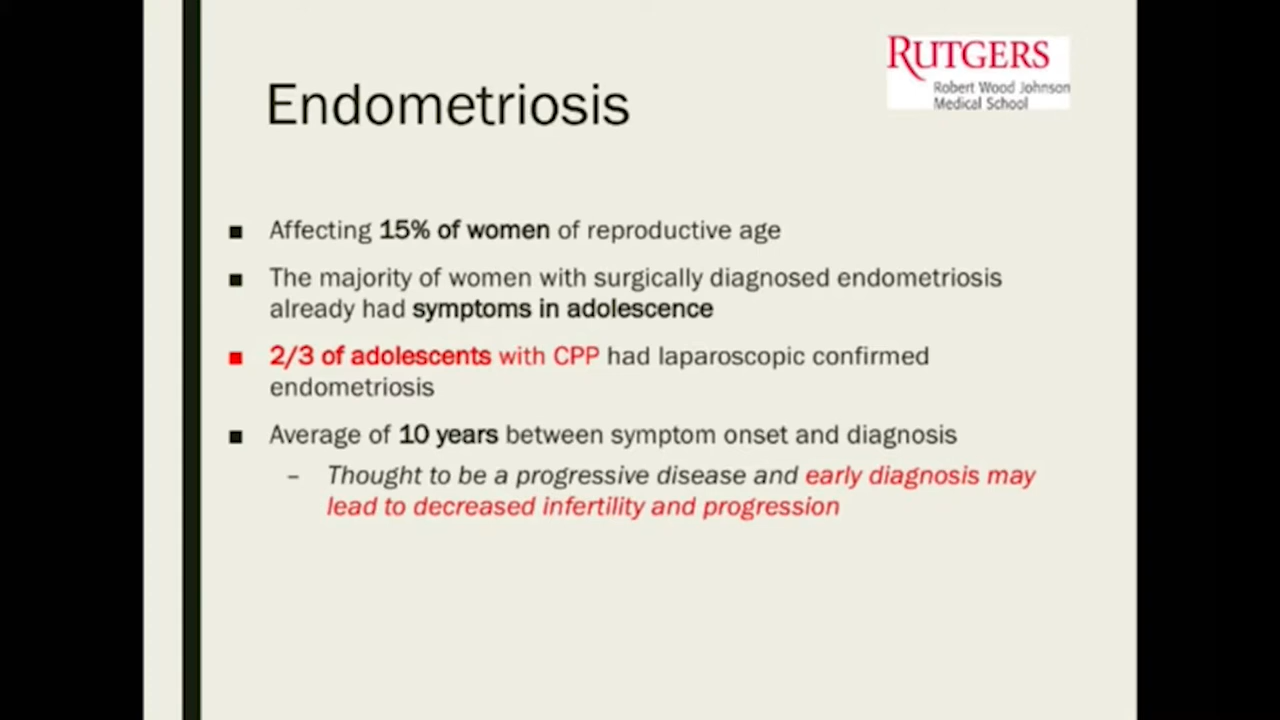 RUTGERS
Robert Wood Johnson
Medical School
Endometriosis
■ Affecting 15% of women of reproductive age
■ The majority of women with surgically diagnosed endometriosis
already had symptoms in adolescence
■ 2/3 of adolescents with CPP had laparoscopic confirmed
endometriosis
■ Average of 10 years between symptom onset and diagnosis
– Thought to be a progressive disease and early diagnosis may
lead to decreased infertility and progression